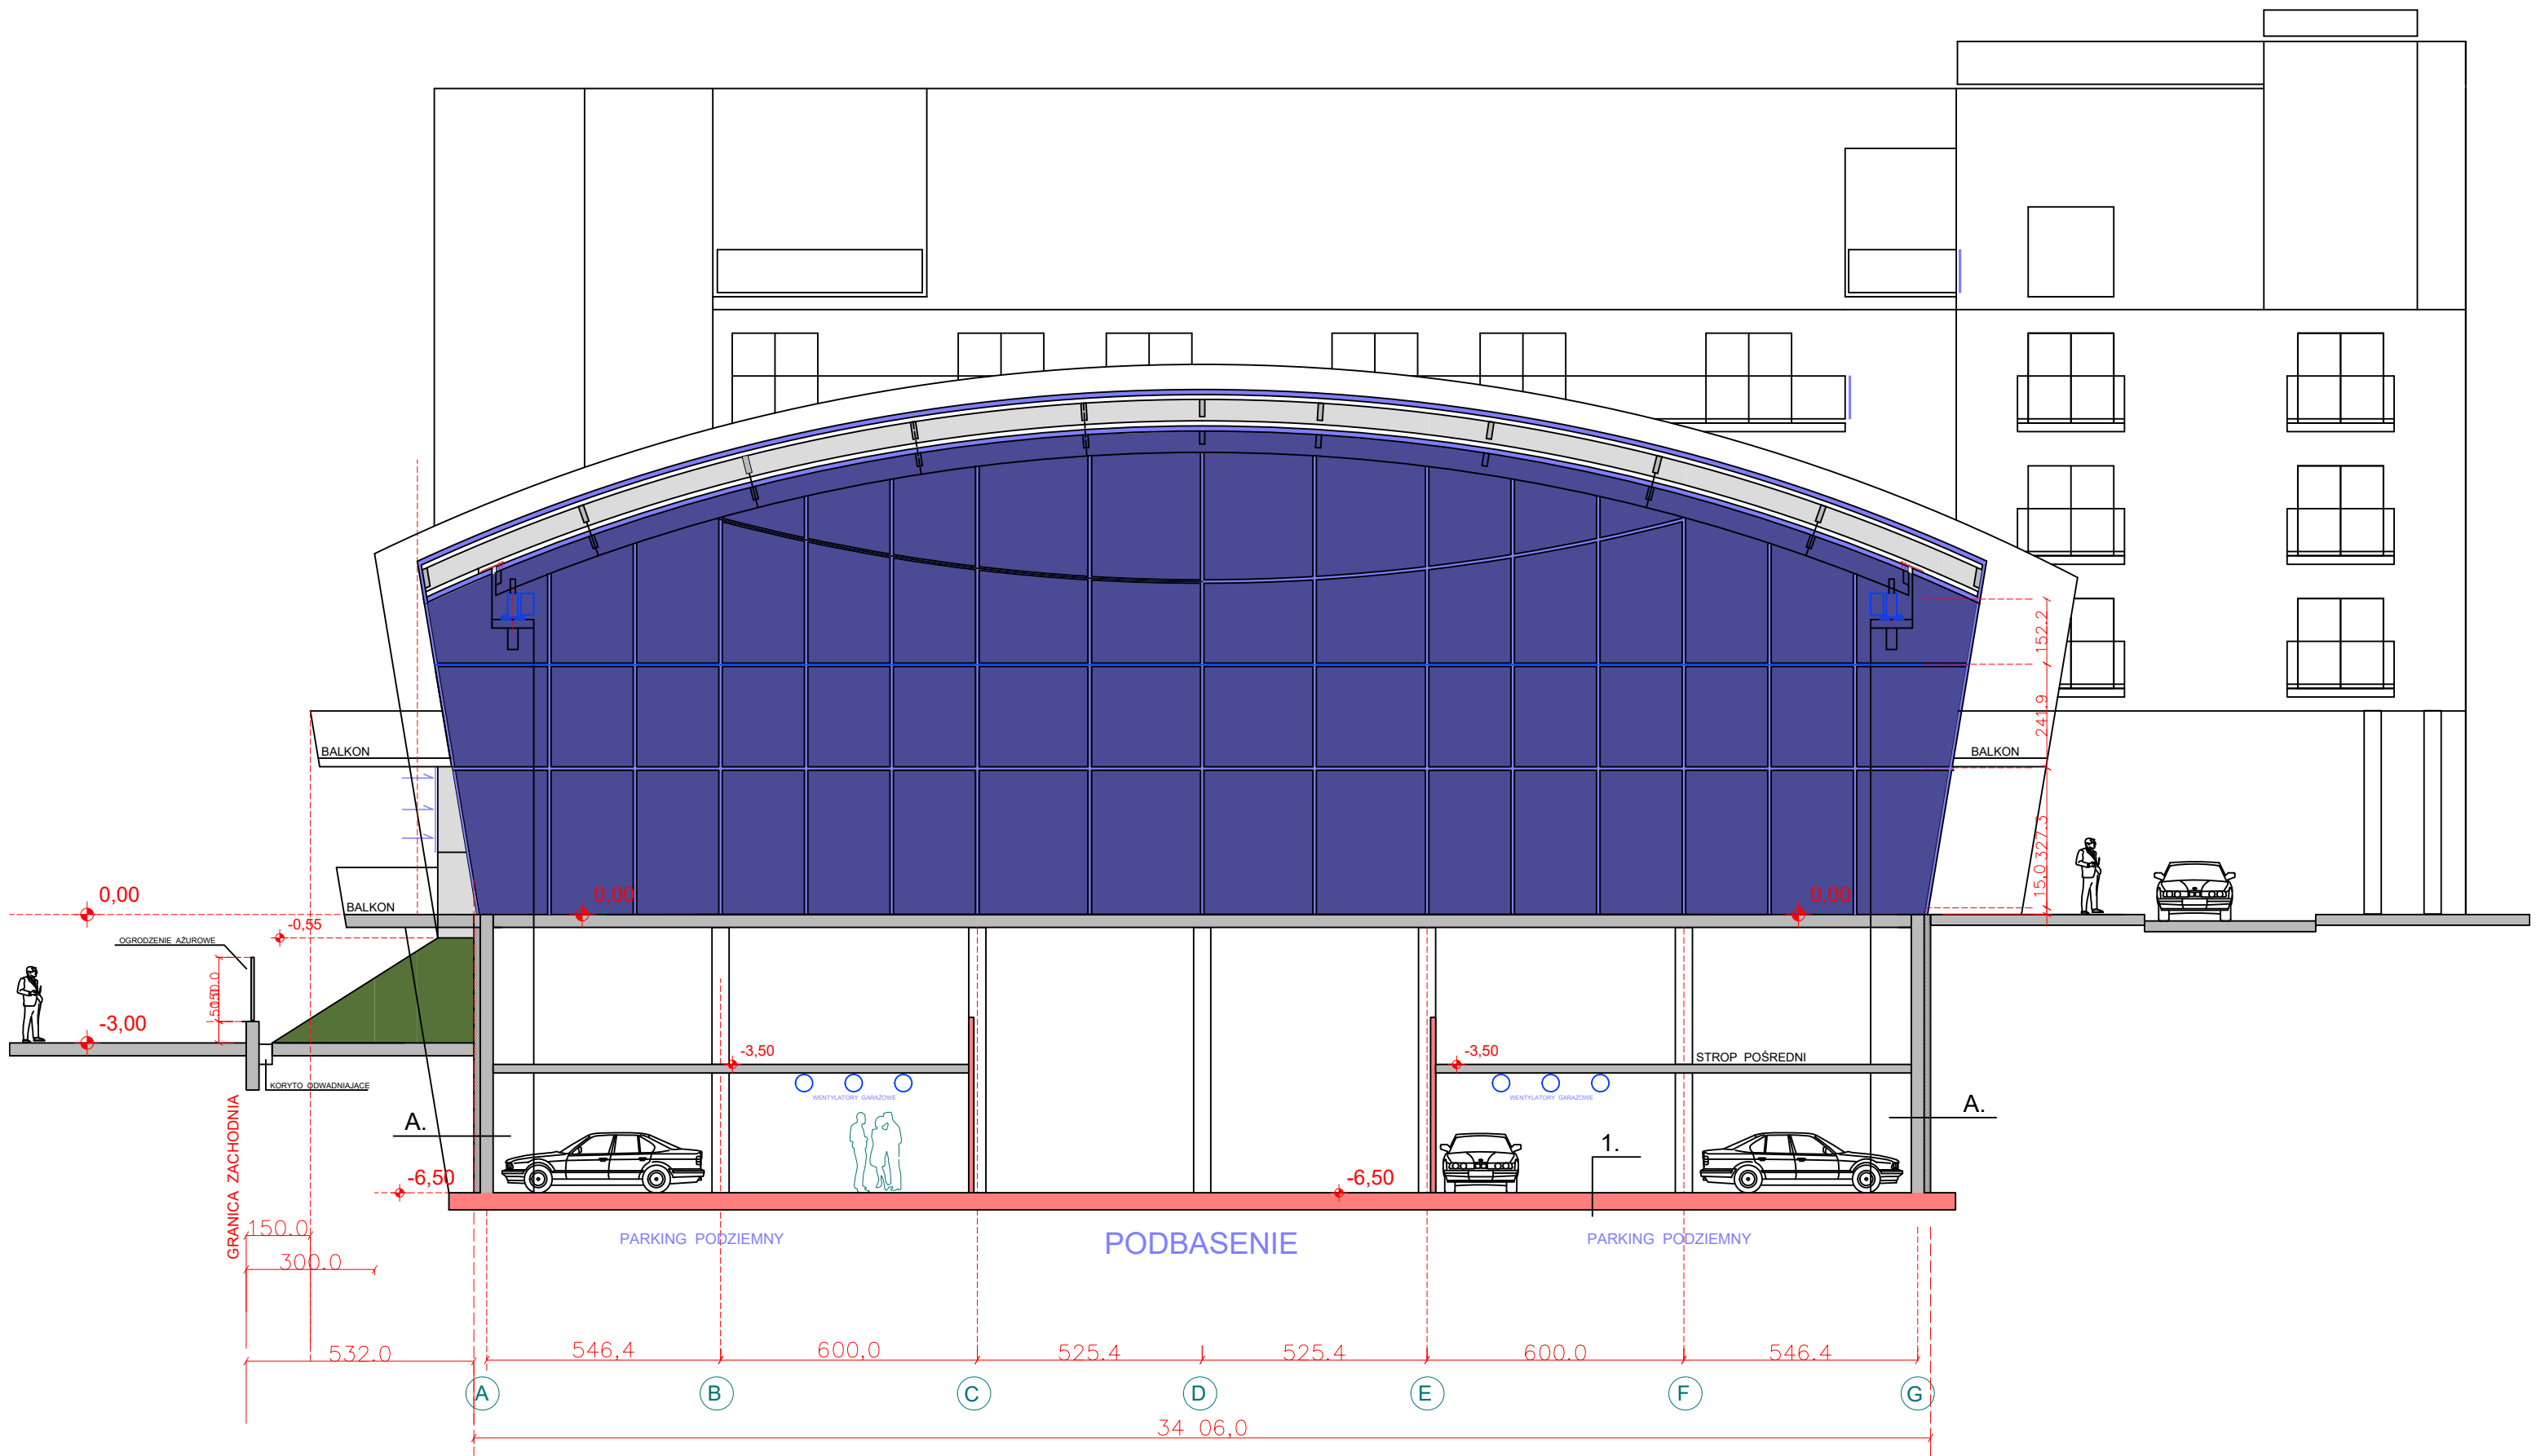 152.2
241.9
BALKON
BALKON
327.5
15.0
0,00
0,00
0,00
BALKON
-0,55
OGRODZENIE AŻUROWE
-3,00
-3,50
-3,50
STROP POŚREDNI
KORYTO ODWADNIAJĄCE
WENTYLATORY GARAŻOWE
WENTYLATORY GARAŻOWE
A.
A.
1.
GRANICA ZACHODNIA
-6,50
-6,50
150.0
PARKING PODZIEMNY
PODBASENIE
PARKING PODZIEMNY
300.0
532.0
546,4
600,0
525.4
525.4
600.0
546.4
A
B
C
D
E
F
G
34 06,0